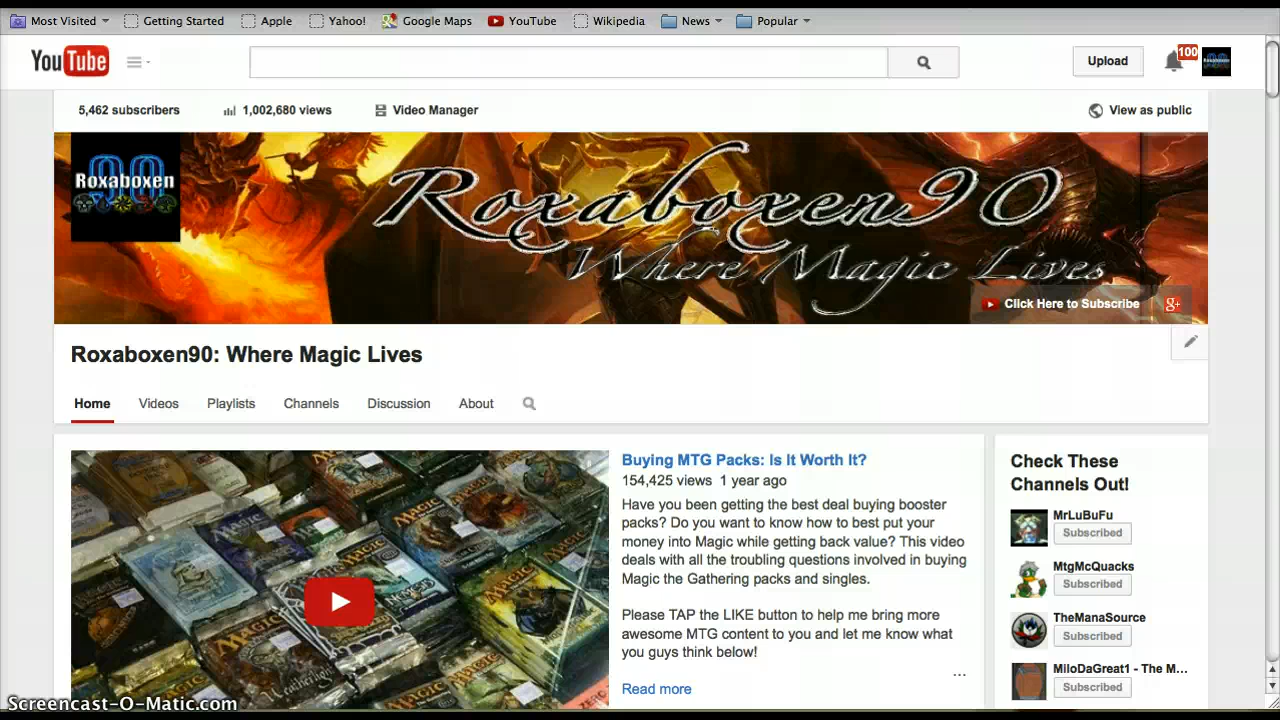 Most Visited Getting Started Apple Yahoo! Google Maps YouTube Wikipedia News Popular
YouTube Upload 100
5,462 subscribers 1,002,680 views Video Manager View as public
Roxaboxen
90
Roxaboxen90
Where Magic Lives
Click Here to Subscribe g+
Roxaboxen90: Where Magic Lives
Home Videos Playlists Channels Discussion About
Buying MTG Packs: Is It Worth It?
154,425 views 1 year ago
Have you been getting the best deal buying booster
packs? Do you want to know how to best put your
money into Magic while getting back value? This video
deals with all the troubling questions involved in buying
Magic the Gathering packs and singles.
Please TAP the LIKE button to help me bring more
awesome MTG content to you and let me know what
you guys think below!
...
Read more
Check These
Channels Out!
MrLuBuFu
Subscribed
MtgMcQuacks
Subscribed
TheManaSource
Subscribed
MiloDaGreat1 - The M...
Subscribed
MAGIC
Screencast-O-Matic.com